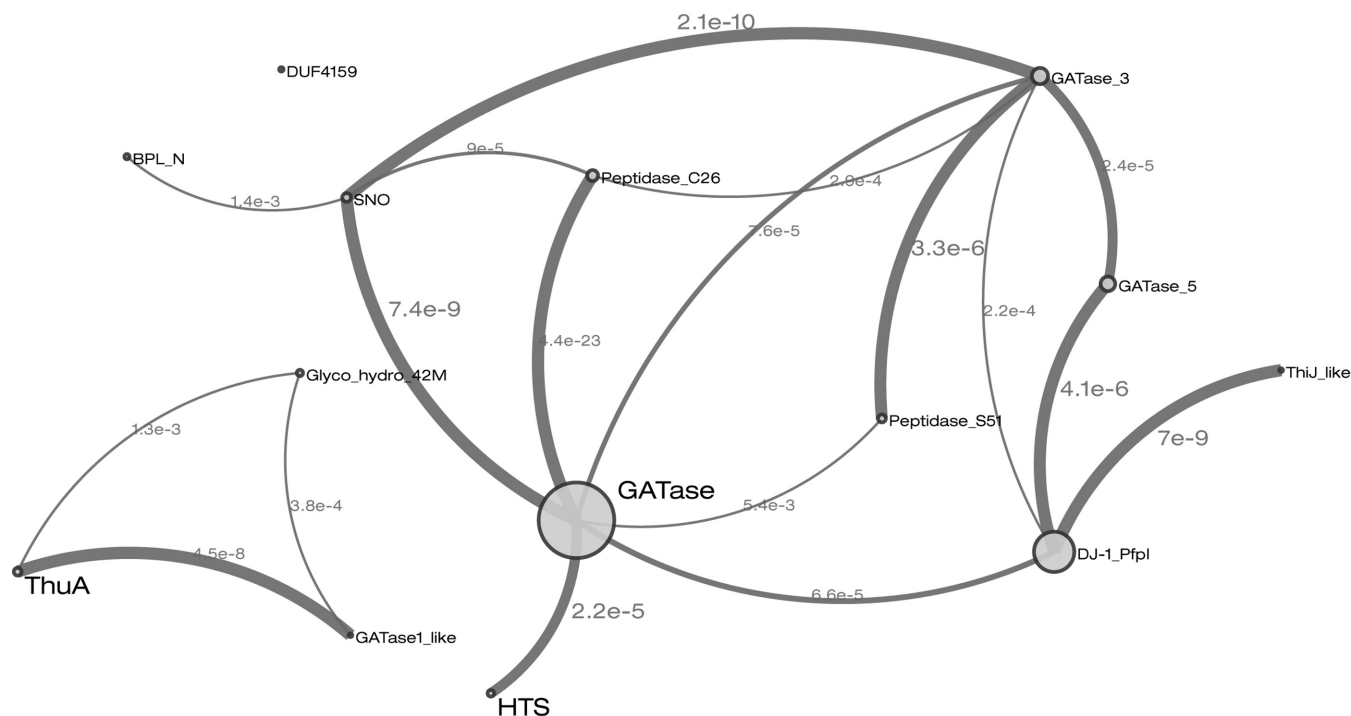 2.1e-10
DUF4159
GATase_3
9e-5
BPL_N
2.4e-5
Peptidase_C26
2.9e-4
1.4e-3
SNO
7.6e-5
3.3e-6
GATase_5
7.4e-9
2.2e-4
4.4e-23
Glyco_hydro_42M
ThiJ_like
4.1e-6
Peptidase_S51
1.3e-3
7e-9
GATase
3.8e-4
5.4e-3
4.5e-8
DJ-1_PfpI
ThuA
6.6e-5
2.2e-5
GATase1_like
HTS